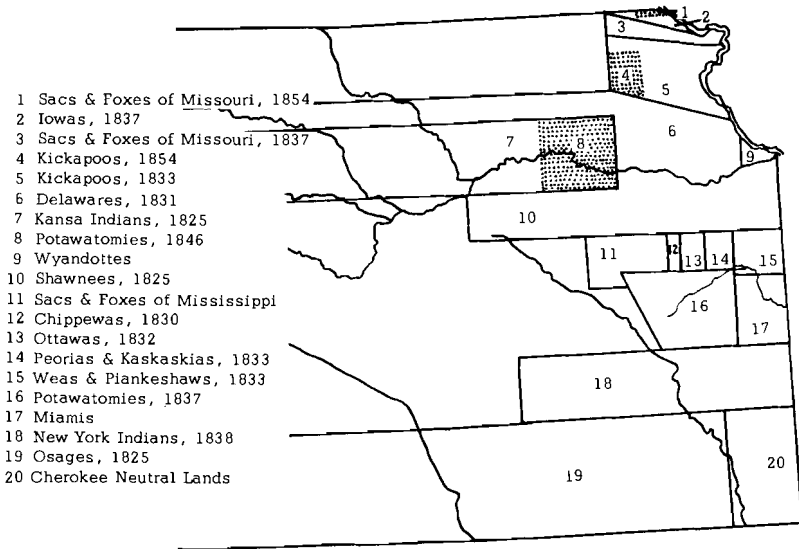 1 Sacs & Foxes of Missouri, 1854
2 Iowas, 1837
3 Sacs & Foxes of Missouri, 1837
4 Kickapoos, 1854
5 Kickapoos, 1833
6 Delawares, 1831
7 Kansa Indians, 1825
8 Potawatomies, 1846
9 Wyandottes
10 Shawnees, 1825
11 Sacs & Foxes of Mississippi
12 Chippewas, 1830
13 Ottawas, 1832
14 Peorias & Kaskaskias, 1833
15 Weas & Piankeshaws, 1833
16 Potawatomies, 1837
17 Miamis
18 New York Indians, 1838
19 Osages, 1825
20 Cherokee Neutral Lands
1
2
3
4
5
6
7
8
9
10
11
12
13
14
15
16
17
18
19
20